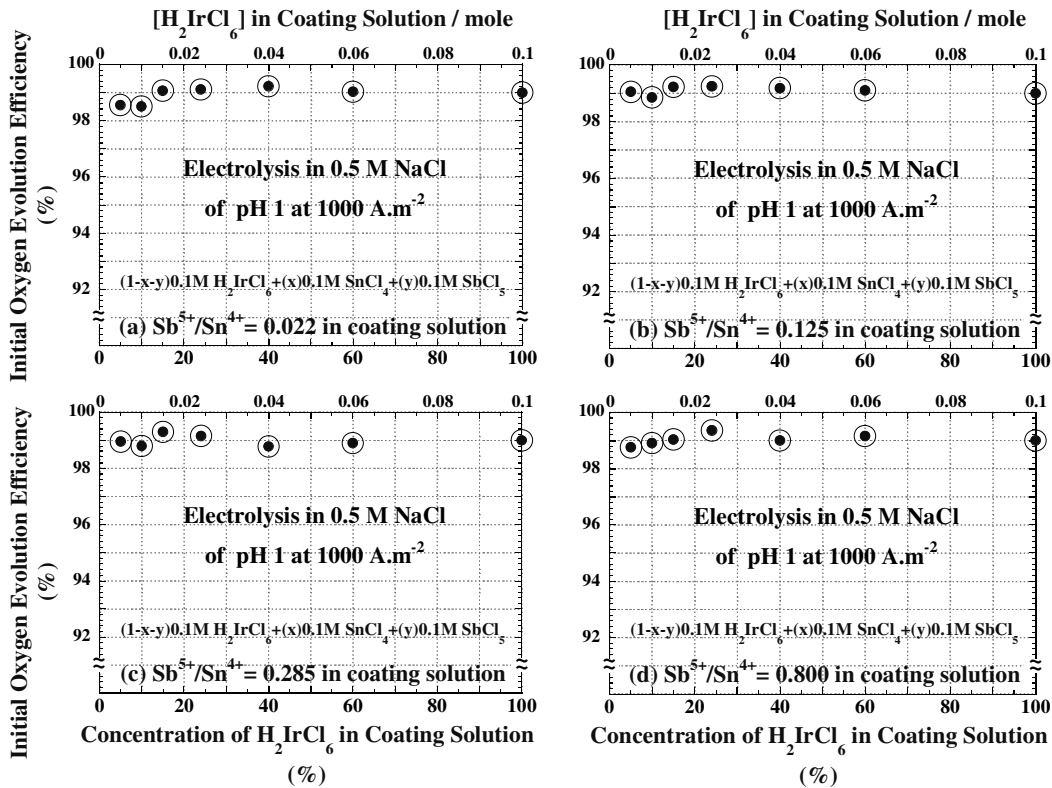 [H₂IrCl₆] in Coating Solution / mole
[H₂IrCl₆] in Coating Solution / mole
0 0.02 0.04 0.06 0.08 0.1
0 0.02 0.04 0.06 0.08 0.1
Initial Oxygen Evolution Efficiency
(%)
100
98
96
94
92
Electrolysis in 0.5 M NaCl
of pH 1 at 1000 A.m⁻²
(1-x-y)0.1M H₂IrCl₆+(x)0.1M SnCl₄+(y)0.1M SbCl₅
(a) Sb⁵⁺/Sn⁴⁺= 0.022 in coating solution
0 20 40 60 80 100
100
98
96
94
92
Electrolysis in 0.5 M NaCl
of pH 1 at 1000 A.m⁻²
(1-x-y)0.1M H₂IrCl₆+(x)0.1M SnCl₄+(y)0.1M SbCl₅
(b) Sb⁵⁺/Sn⁴⁺= 0.125 in coating solution
0 20 40 60 80 100
Initial Oxygen Evolution Efficiency
(%)
0 0.02 0.04 0.06 0.08 0.1
100
98
96
94
92
Electrolysis in 0.5 M NaCl
of pH 1 at 1000 A.m⁻²
(1-x-y)0.1M H₂IrCl₆+(x)0.1M SnCl₄+(y)0.1M SbCl₅
(c) Sb⁵⁺/Sn⁴⁺ = 0.285 in coating solution
0 20 40 60 80 100
Concentration of H₂IrCl₆ in Coating Solution
(%)
0 0.02 0.04 0.06 0.08 0.1
100
98
96
94
92
Electrolysis in 0.5 M NaCl
of pH 1 at 1000 A.m⁻²
(1-x-y)0.1M H₂IrCl₆+(x)0.1M SnCl₄+(y)0.1M SbCl₅
(d) Sb⁵⁺/Sn⁴⁺ = 0.800 in coating solution
0 20 40 60 80 100
Concentration of H₂IrCl₆ in Coating Solution
(%)